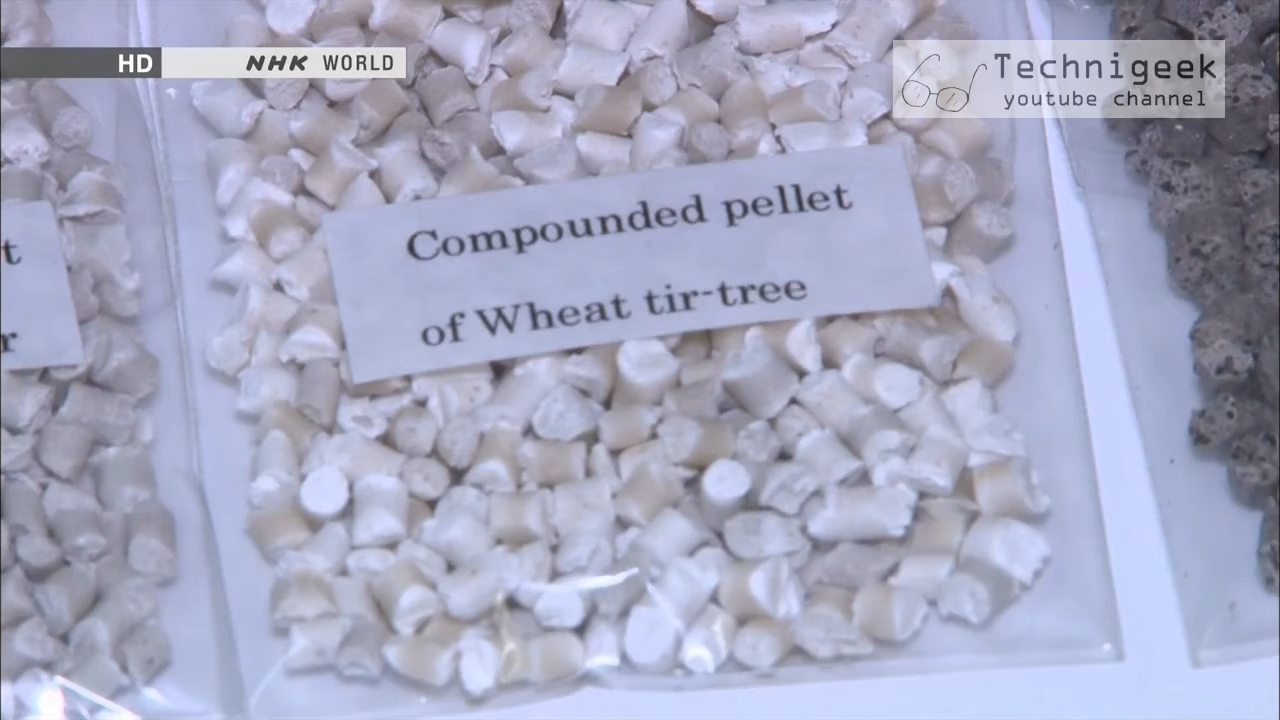 HD NHK WORLD
Technigeek
youtube channel
Compounded pellet
of Wheat tir-tree
t
r